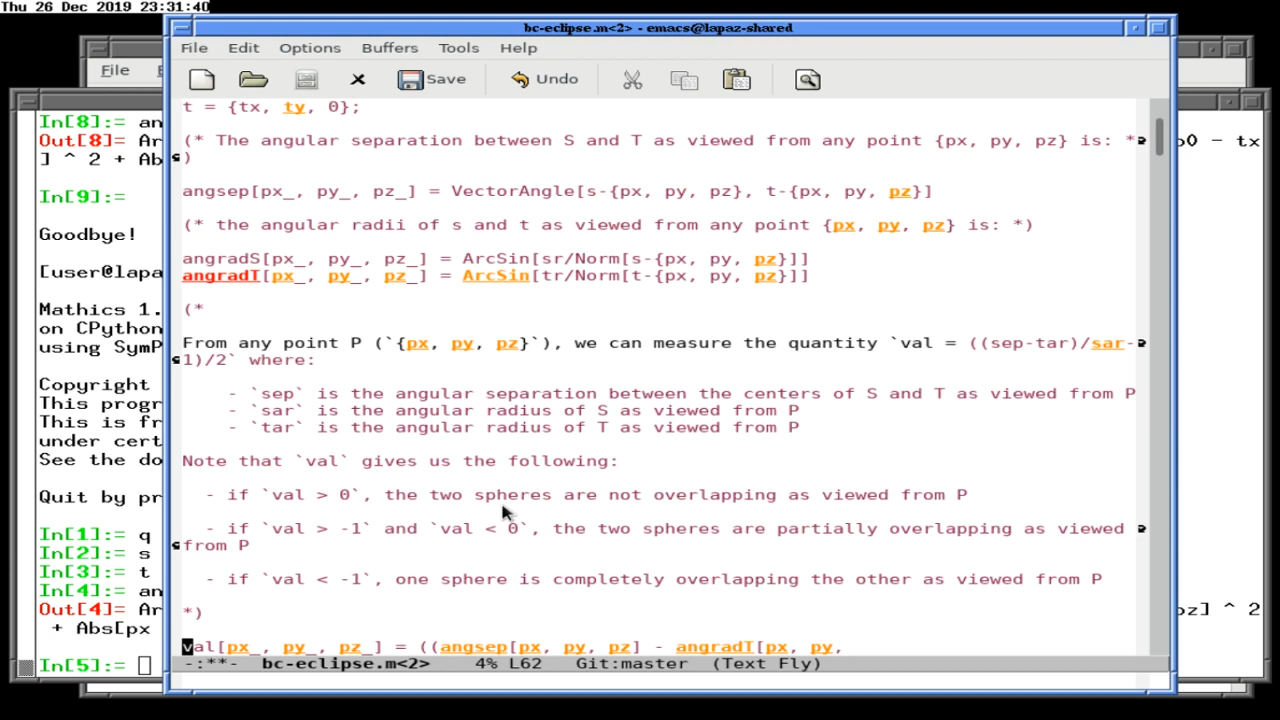 Thu 26 Dec 2019 23:31:40
bc-eclipse.m<2> - emacs@lapaz-shared
File Edit Options Buffers Tools Help
Save Undo
t = {tx, ty, 0};
(* The angular separation between S and T as viewed from any point {px, py, pz} is: *
)
angsep[px_, py_, pz_] = VectorAngle[s-{px, py, pz}, t-{px, py, pz}]
(* the angular radii of s and t as viewed from any point {px, py, pz} is: *)
angradS[px_, py_, pz_] = ArcSin[sr/Norm[s-{px, py, pz}]]
angradT[px_, py_, pz_] = ArcSin[tr/Norm[t-{px, py, pz}]]
(*
From any point P (`{px, py, pz}`), we can measure the quantity `val = ((sep-tar)/sar-
1)/2` where:
- `sep` is the angular separation between the centers of S and T as viewed from P
- `sar` is the angular radius of S as viewed from P
- `tar` is the angular radius of T as viewed from P
Note that `val` gives us the following:
- if `val > 0`, the two spheres are not overlapping as viewed from P
- if `val > -1` and `val < 0`, the two spheres are partially overlapping as viewed
from P
- if `val < -1`, one sphere is completely overlapping the other as viewed from P
*)
val[px_, py_, pz_] = ((angsep[px, py, pz] - angradT[px, py,
-:**- bc-eclipse.m<2> 4% L62 Git:master (Text Fly)
File
In[8]:= an
Out[8]= Ar
] ^ 2 + Ab
In[9]:=
Goodbye!
[user@lapa
Mathics 1.
on CPython
using SymP
Copyright
This progr
This is fr
under cert
See the do
Quit by pr
In[1]:= q
In[2]:= s
In[3]:= t
In[4]:= an
Out[4]= Ar
+ Abs[px
In[5]:=
0 - tx
pz] ^ 2